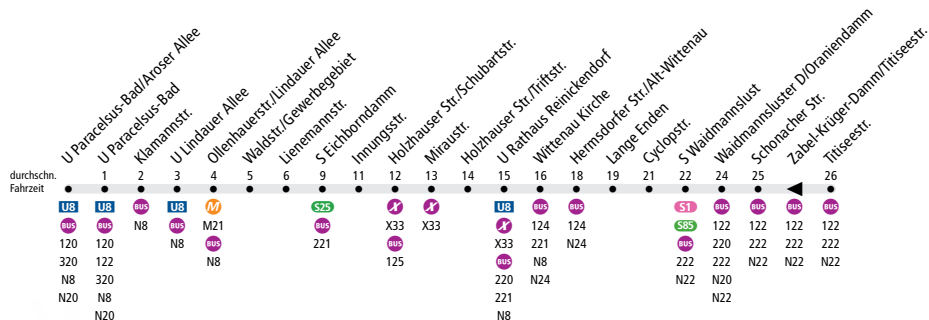 U Paracelsus-Bad/Aroser Allee
U Paracelsus-Bad
Klamannstr.
U Lindauer Allee
Ollenhauerstr./Lindauer Allee
Waldstr./Gewerbegebiet
Lienemannstr.
S Eichborndamm
Innungsstr.
Holzhauser Str./Schubartstr.
Miraustr.
Holzhauser Str./Triftstr.
U Rathaus Reinickendorf
Wittenau Kirche
Hermsdorfer Str./Alt-Wittenau
Lange Enden
Cyclopstr.
S Waidmannslust
Waidmannsluster D/Oraniendamm
Schonacher Str.
Zabel-Krüger-Damm/Titiseestr.
Titiseestr.
durchschn. 1 2 3 4 5 6 9 11 12 13 14 15 16 18 19 21 22 24 25 26
Fahrzeit
U8 U8 BUS U8 M S25 X X U8 BUS BUS S1 BUS BUS BUS BUS
BUS BUS N8 BUS M21 BUS X33 X33 X 124 124 S85 122 122 122 122
120 120 N8 BUS 221 BUS X33 221 N24 BUS 220 222 222 222
320 122 N8 125 BUS N8 222 222 N22 N22 N22
N8 320 220 N24 N22 N20
N20 N8 221 N22
N20 N8